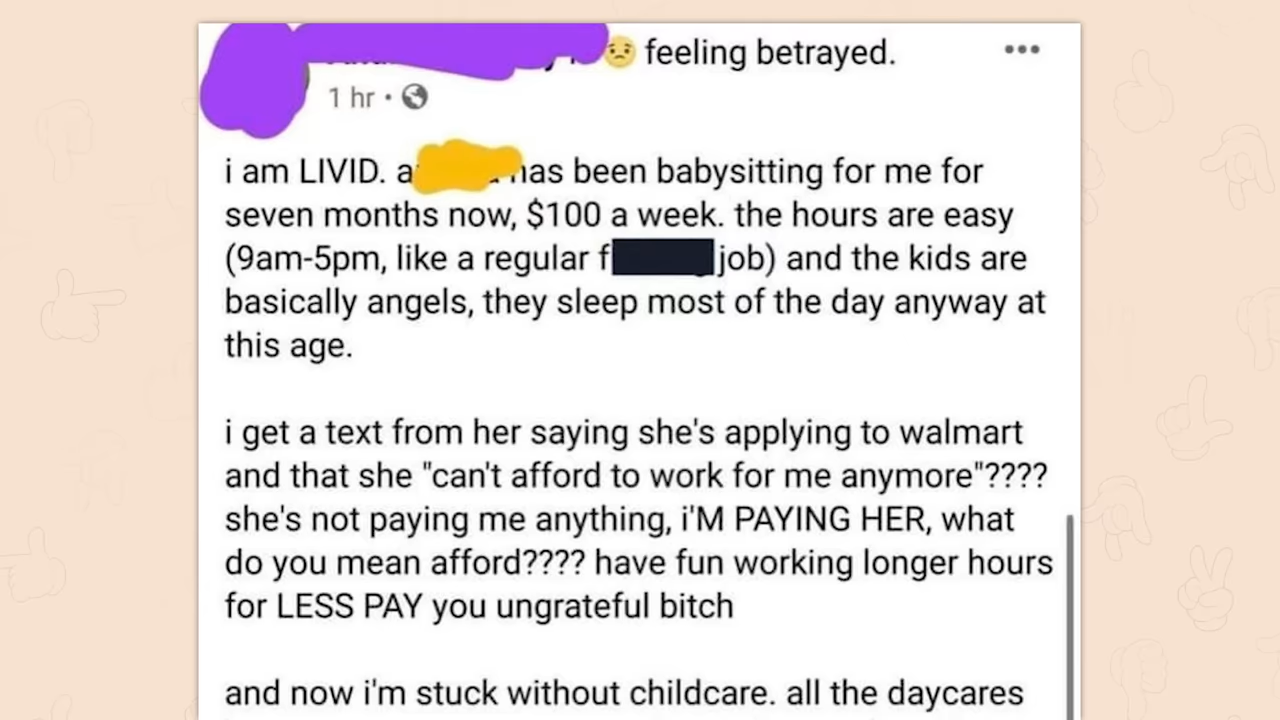 feeling betrayed.
1 hr •
i am LIVID. a has been babysitting for me for
seven months now, $100 a week. the hours are easy
(9am-5pm, like a regular f job) and the kids are
basically angels, they sleep most of the day anyway at
this age.
i get a text from her saying she's applying to walmart
and that she "can't afford to work for me anymore"????
she's not paying me anything, i'M PAYING HER, what
do you mean afford???? have fun working longer hours
for LESS PAY you ungrateful bitch
and now i'm stuck without childcare. all the daycares